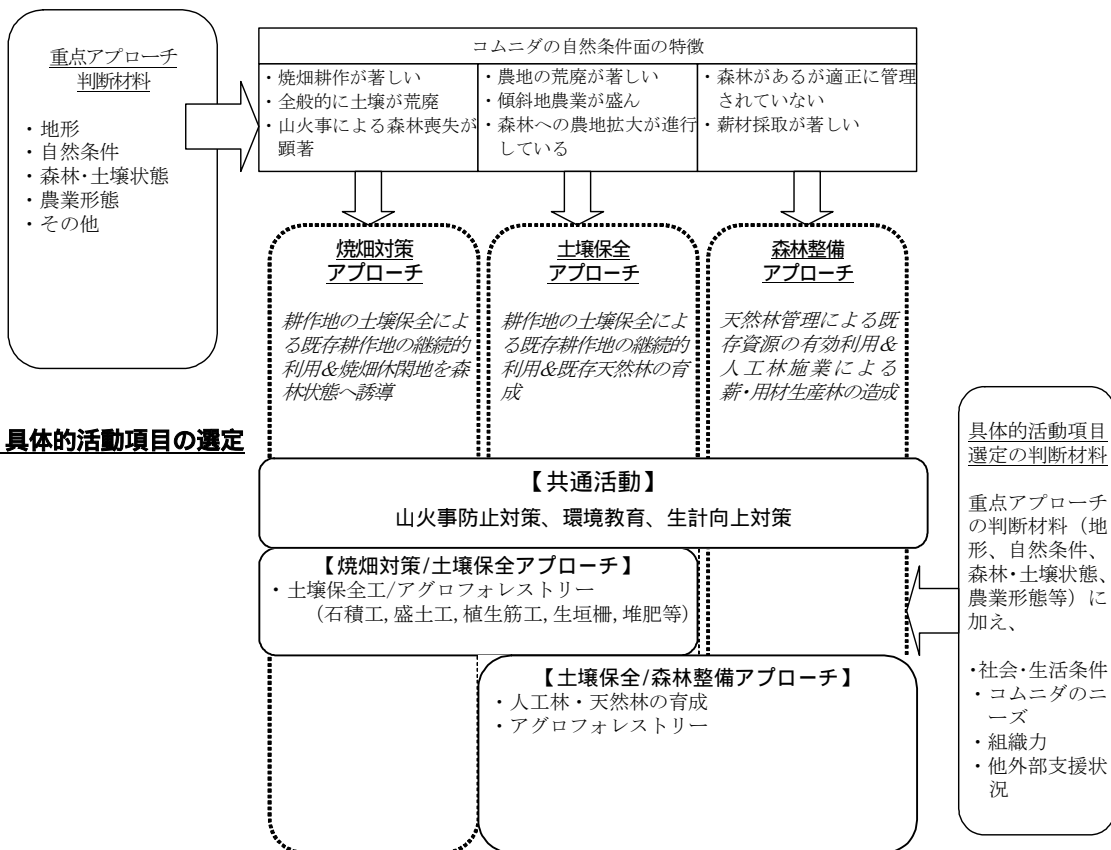 重点アプローチ
判断材料
・地形
・自然条件
・森林・土壌状態
・農業形態
・その他
コムニダの自然条件面の特徴
・焼畑耕作が著しい
・全般的に土壌が荒廃
・山火事による森林喪失が
顕著
・農地の荒廃が著しい
・傾斜地農業が盛ん
・森林への農地拡大が進行
している
・森林があるが適正に管理
されていない
・薪材採取が著しい
焼畑対策
アプローチ
耕作地の土壌保全によ
る既存耕作地の継続的
利用&焼畑休閑地を森
林状態へ誘導
土壌保全
アプローチ
耕作地の土壌保全によ
る既存耕作地の継続的
利用&既存天然林の育
成
森林整備
アプローチ
天然林管理による既
存資源の有効利用&
人工林施業による
薪・用材生産林の造成
具体的活動項目の選定
【共通活動】
山火事防止対策、環境教育、生計向上対策
【焼畑対策/土壌保全アプローチ】
・土壌保全工/アグロフォレストリー
（石積工, 盛土工, 植生筋工, 生垣柵, 堆肥等）
【土壌保全/森林整備アプローチ】
・人工林・天然林の育成
・アグロフォレストリー
具体的活動項目
選定の判断材料
重点アプローチ
の判断材料（地
形、自然条件、
森林・土壌状態、
農業形態等）に
加え、
・社会・生活条件
・コムニダのニ
ーズ
・組織力
・他外部支援状
況